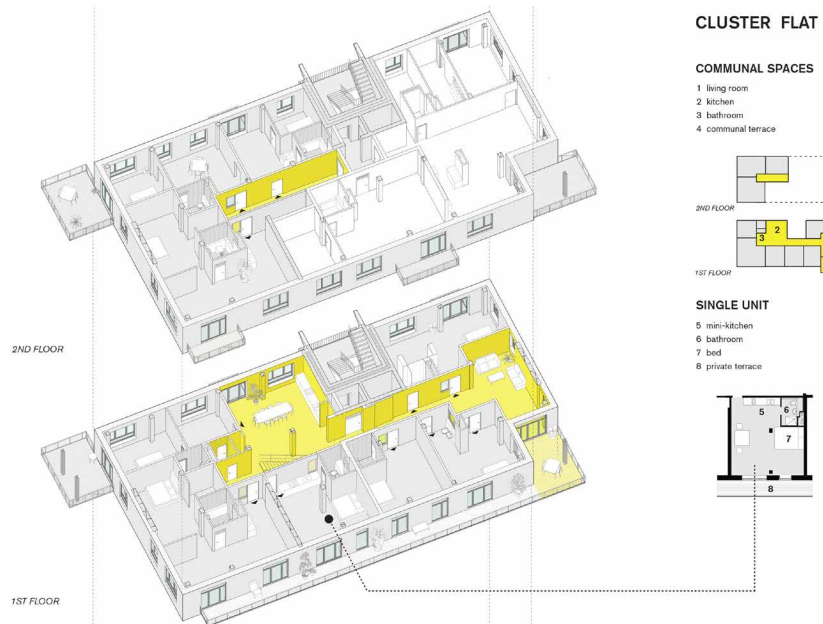 CLUSTER FLAT
COMMUNAL SPACES
1 living room
2 kitchen
3 bathroom
4 communal terrace
2ND FLOOR
3
2
1ST FLOOR
SINGLE UNIT
5 mini-kitchen
6 bathroom
7 bed
8 private terrace
5
6
7
8
2ND FLOOR
1ST FLOOR